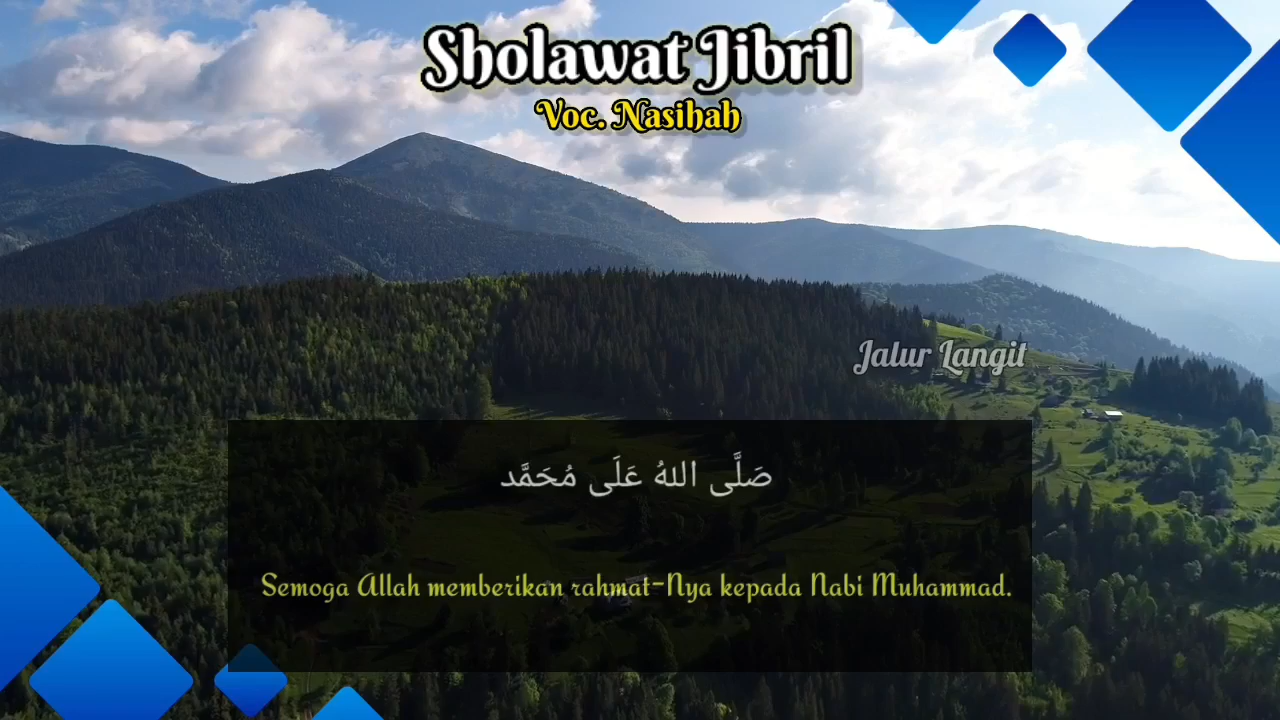 Sholawat Jibril
Voc. Nasihah
Jalur Langit
صَلَّى اللهُ عَلَى مُحَمَّد
Semoga Allah memberikan rahmat-Nya kepada Nabi Muhammad.